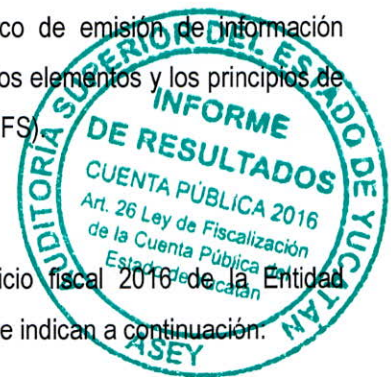 co de emisión de información
os elementos y los principios de
FS).
AUDITORÍA SUPERIOR DEL ESTADO DE YUCATÁN
INFORME
DE RESULTADOS
CUENTA PÚBLICA 2016
Art. 26 Ley de Fiscalización
de la Cuenta Pública del
Estado de Yucatán
ASEY
icio fiscal 2016 de la Entidad
e indican a continuación: